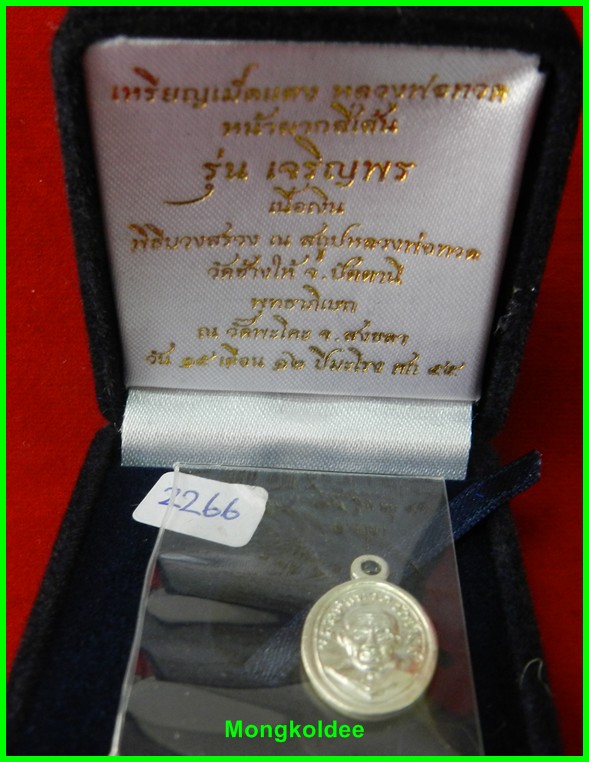 เหรียญเม็ดแตง หลวงพ่อทวด
หน้าผากสี่เส้น
รุ่น เจริญพร
เนื้อเงิน
พิธีบวงสรวง ณ สถูปหลวงพ่อทวด
วัดช้างให้ จ.ปัตตานี
พุทธาภิเษก
ณ วัดพะโคะ จ.สงขลา
วัน ๑๕ เดือน ๑๒ ปีมะโรง ศก ๕๕
2266
Mongkoldee